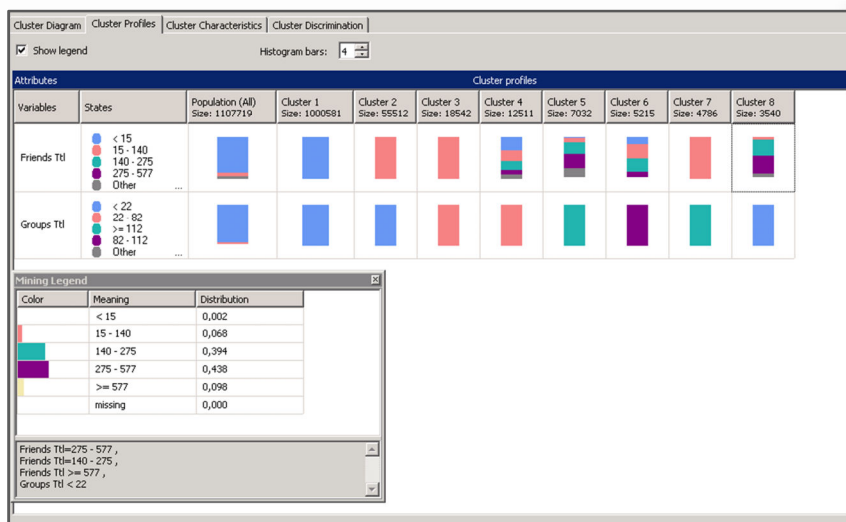 Cluster Diagram Cluster Profiles Cluster Characteristics Cluster Discrimination
Show legend Histogram bars: 4
Attributes Cluster profiles
Variables States Population (All) Cluster 1 Cluster 2 Cluster 3 Cluster 4 Cluster 5 Cluster 6 Cluster 7 Cluster 8
Size: 1107719 Size: 1000581 Size: 55512 Size: 18542 Size: 12511 Size: 7032 Size: 5215 Size: 4786 Size: 3540
Friends Ttl
< 15
15 - 140
140 - 275
275 - 577
Other ...
Groups Ttl
< 22
22 - 82
>= 112
82 - 112
Other ...
Mining Legend
Color Meaning Distribution
< 15 0,002
15 - 140 0,068
140 - 275 0,394
275 - 577 0,438
>= 577 0,098
missing 0,000
Friends Ttl=275 - 577 ,
Friends Ttl=140 - 275 ,
Friends Ttl >= 577 ,
Groups Ttl < 22